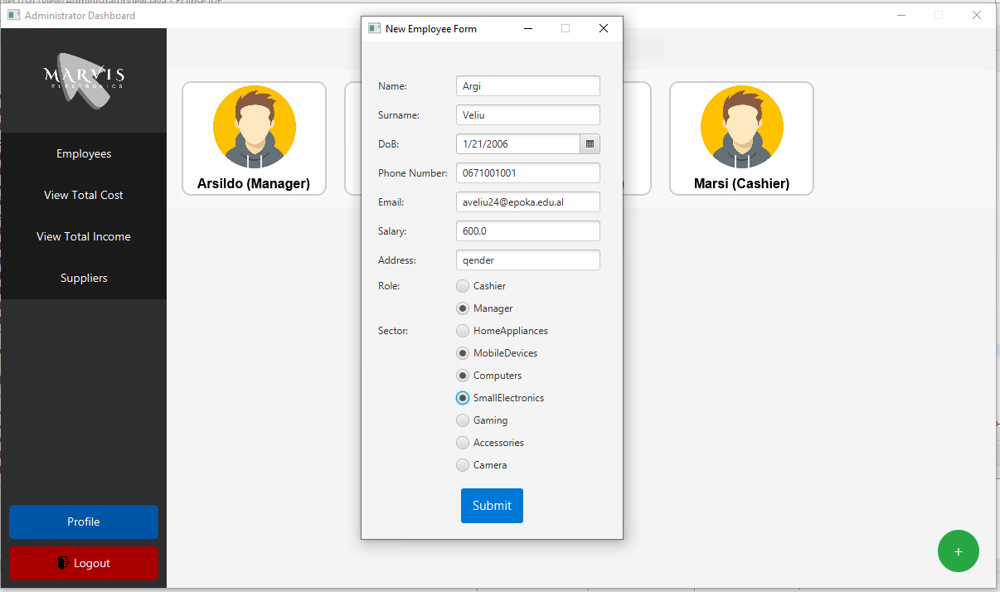 Administrator Dashboard
New Employee Form
MARVIS
ELECTRONICS
Employees
View Total Cost
View Total Income
Suppliers
Profile
Logout
Arsildo (Manager)
Marsi (Cashier)
Name: Argi
Surname: Veliu
DoB: 1/21/2006
Phone Number: 0671001001
Email: aveliu24@epoka.edu.al
Salary: 600.0
Address: qender
Role: Cashier
Manager
Sector: HomeAppliances
MobileDevices
Computers
SmallElectronics
Gaming
Accessories
Camera
Submit
+